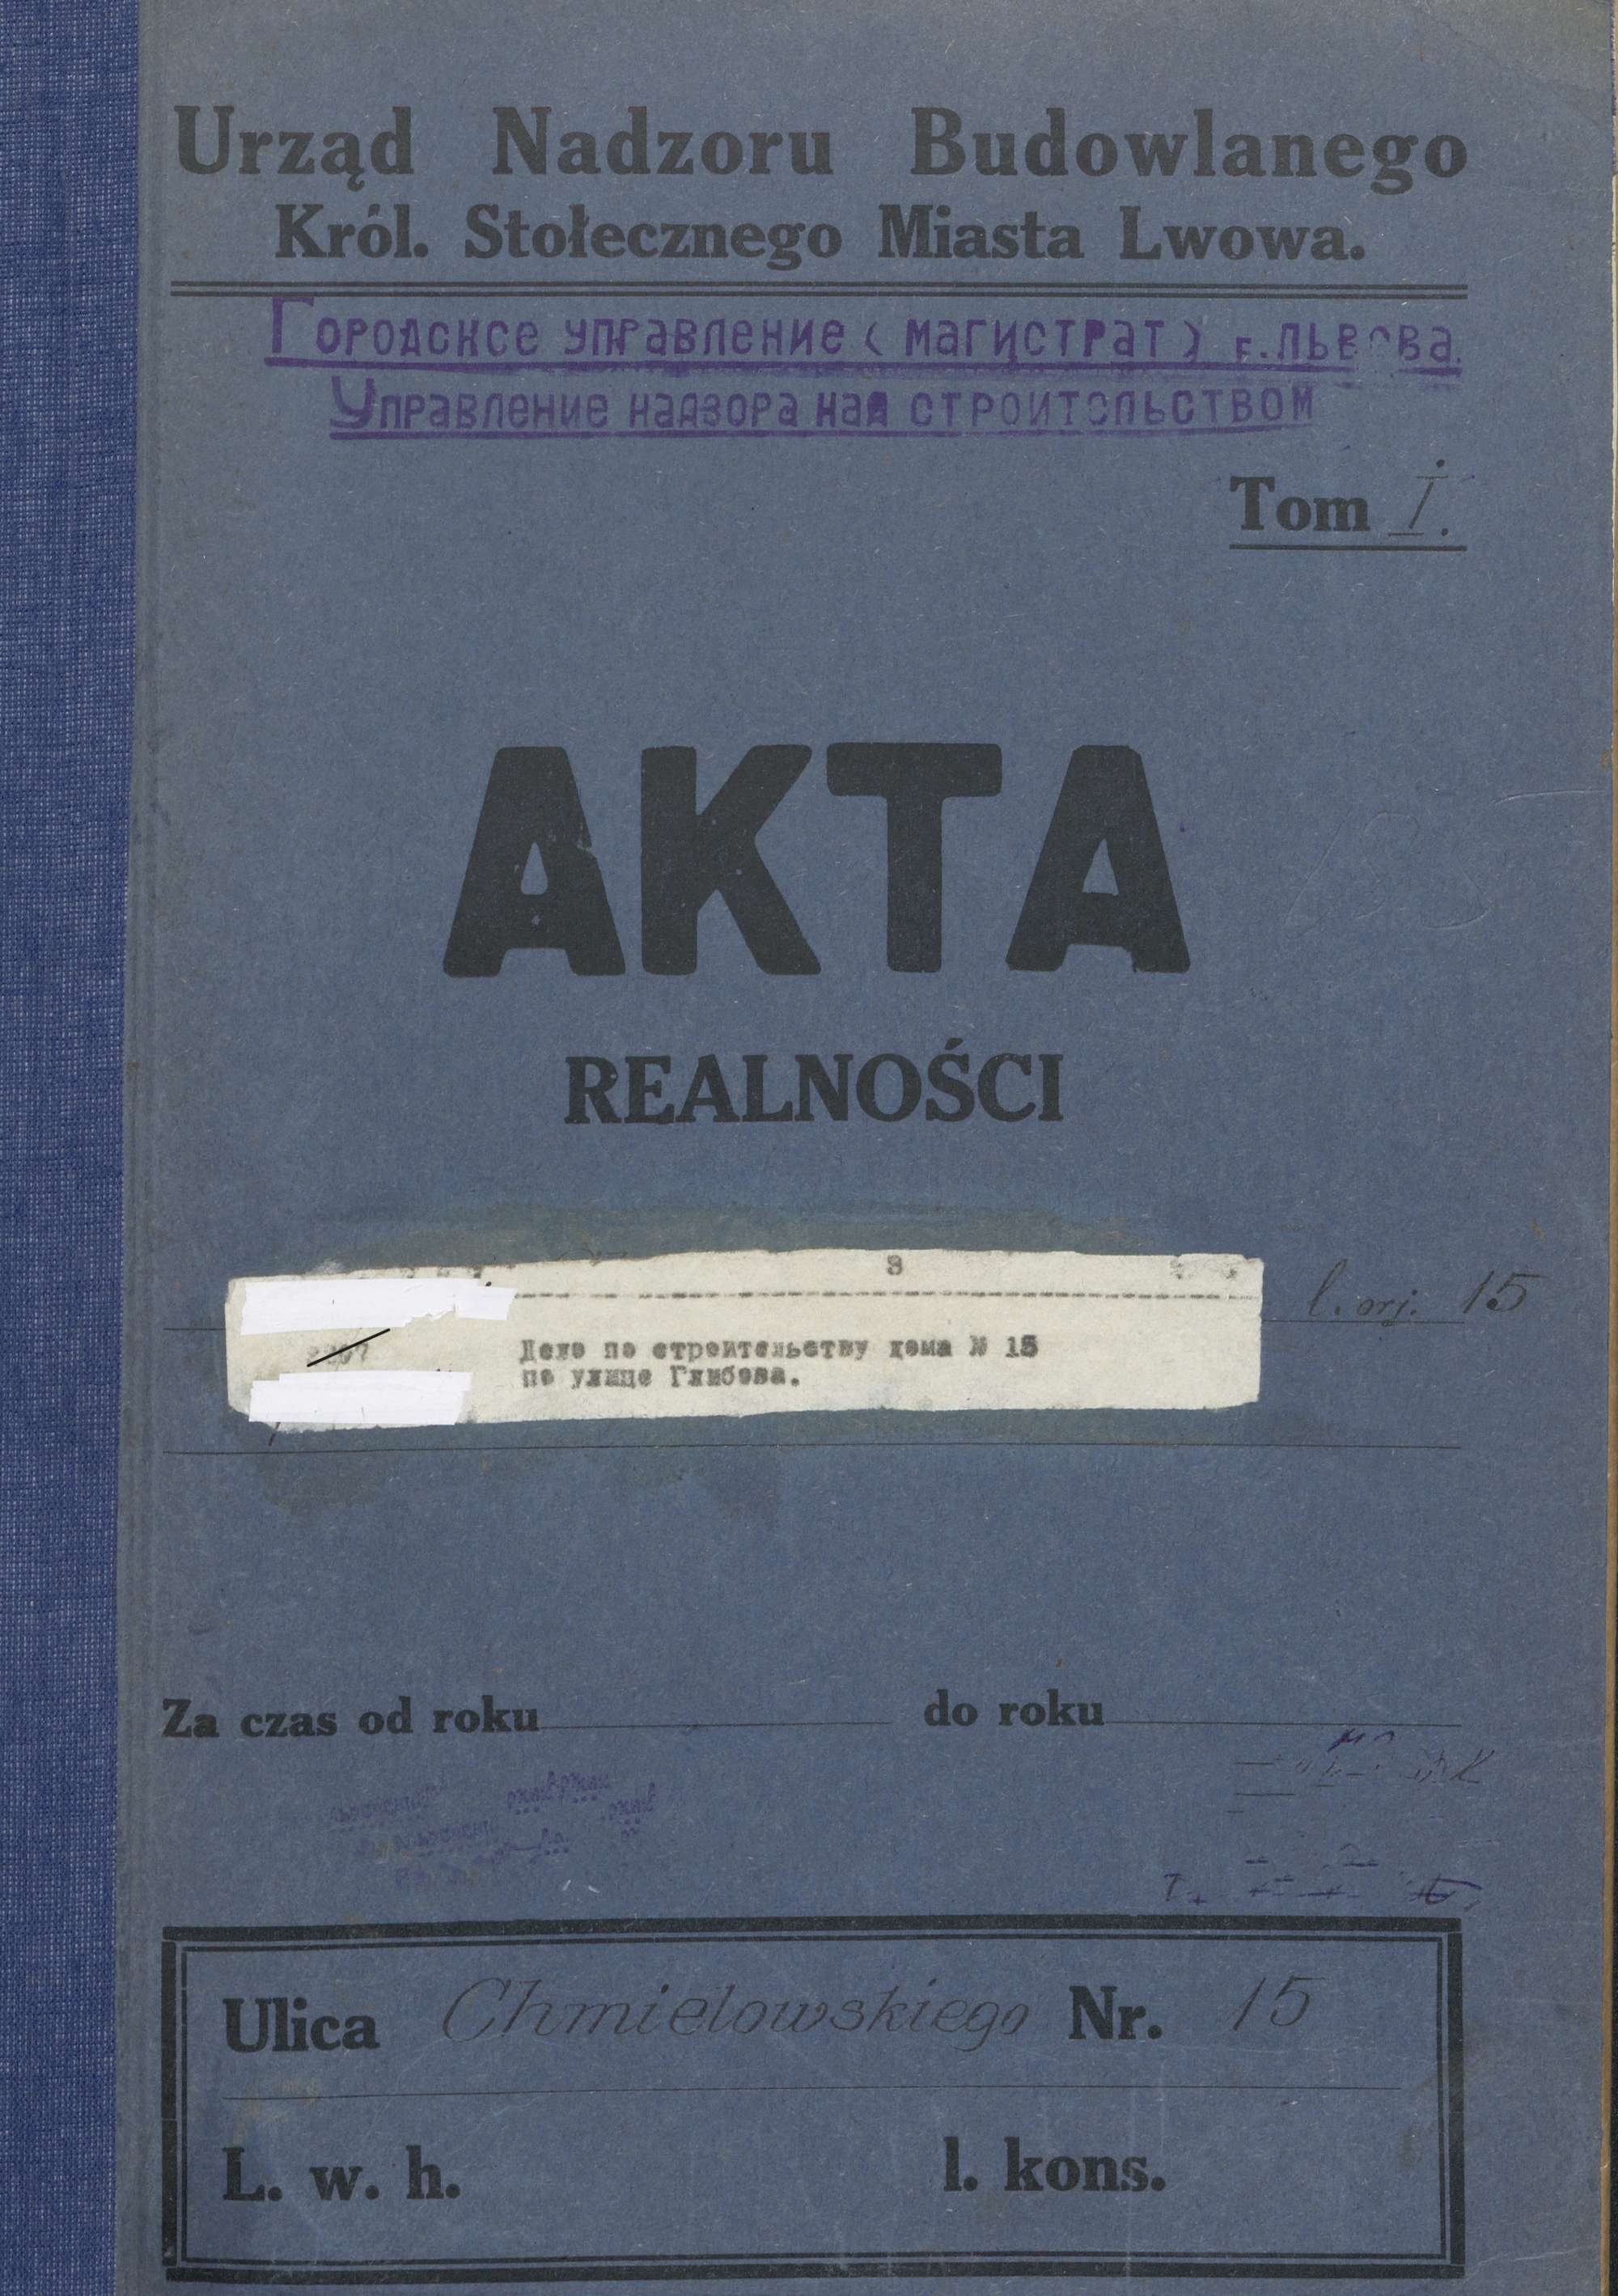 Urząd Nadzoru Budowlanego
Król. Stołecznego Miasta Lwowa.
Городское управление (магистрат) г. Львова.
Управление надзора над строительством
Tom I.
AKTA
REALNOŚCI
3
l. orj. 15
Дело по строительству дома № 15
по улице Глибова.
Za czas od roku do roku
Ulica Chmielowskiego Nr. 15
L. w. h. l. kons.